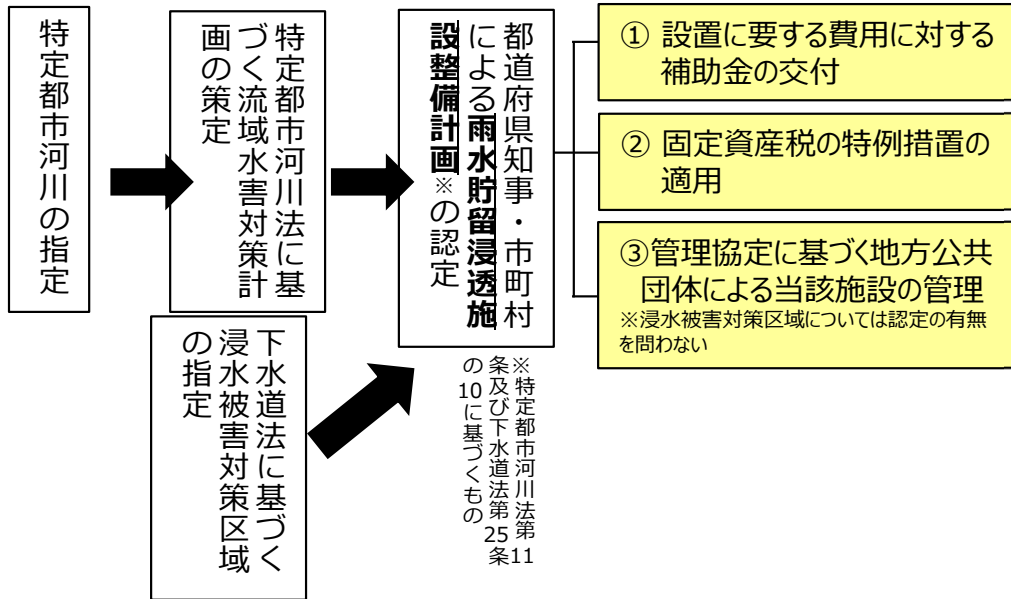 特定都市河川の指定
特定都市河川法に基
づく流域水害対策計
画の策定
下水道法に基づく
浸水被害対策区域
の指定
都道府県知事・市町村
による雨水貯留浸透施
設整備計画※の認定
※特定都市河川法第11
条及び下水道法第25条
の10に基づくもの
① 設置に要する費用に対する
補助金の交付
② 固定資産税の特例措置の
適用
③管理協定に基づく地方公共
団体による当該施設の管理
※浸水被害対策区域については認定の有無
を問わない